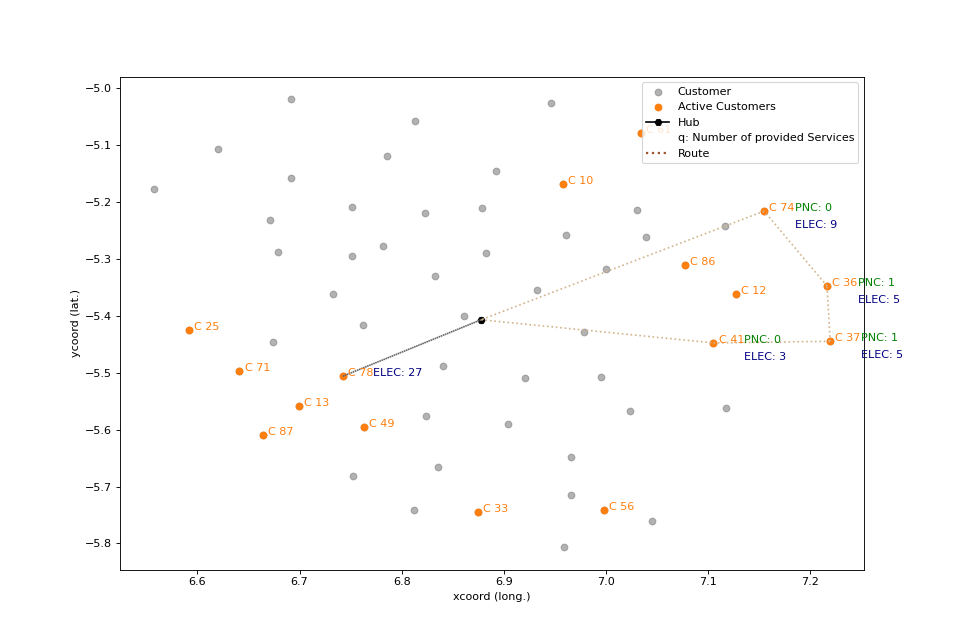 −5.0
−5.1
−5.2
−5.3
−5.4
−5.5
−5.6
−5.7
−5.8
ycoord (lat.)
Customer
Active Customers
Hub
q: Number of provided Services
Route
C 10
C 74 PNC: 0
ELEC: 9
C 86
C 36 PNC: 1
ELEC: 5
C 12
C 25
C 41 PNC: 0
ELEC: 3
C 37 PNC: 1
ELEC: 5
C 71
C 78 ELEC: 27
C 13
C 49
C 87
C 33
C 56
6.6
6.7
6.8
6.9
7.0
7.1
7.2
xcoord (long.)